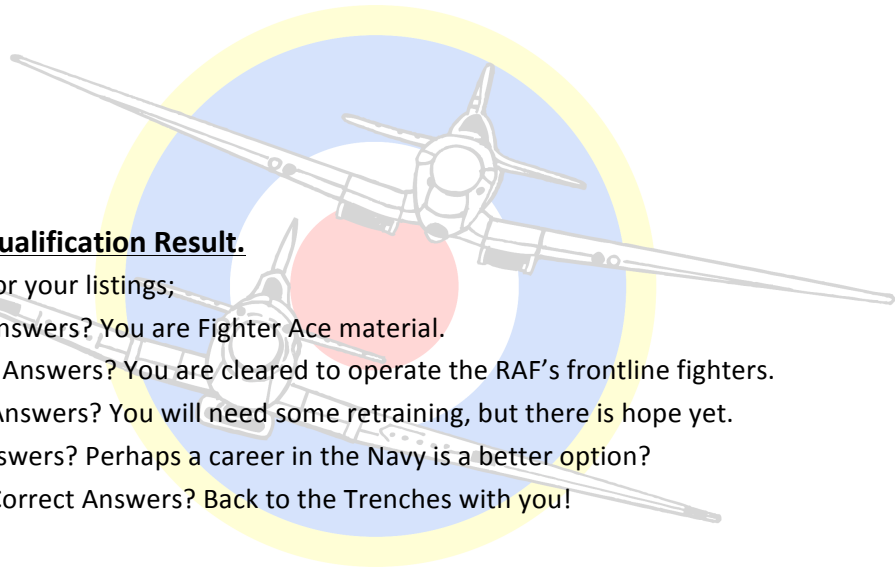 ualification Result.
or your listings;
nswers? You are Fighter Ace material.
Answers? You are cleared to operate the RAF’s frontline fighters.
Answers? You will need some retraining, but there is hope yet.
swers? Perhaps a career in the Navy is a better option?
Correct Answers? Back to the Trenches with you!